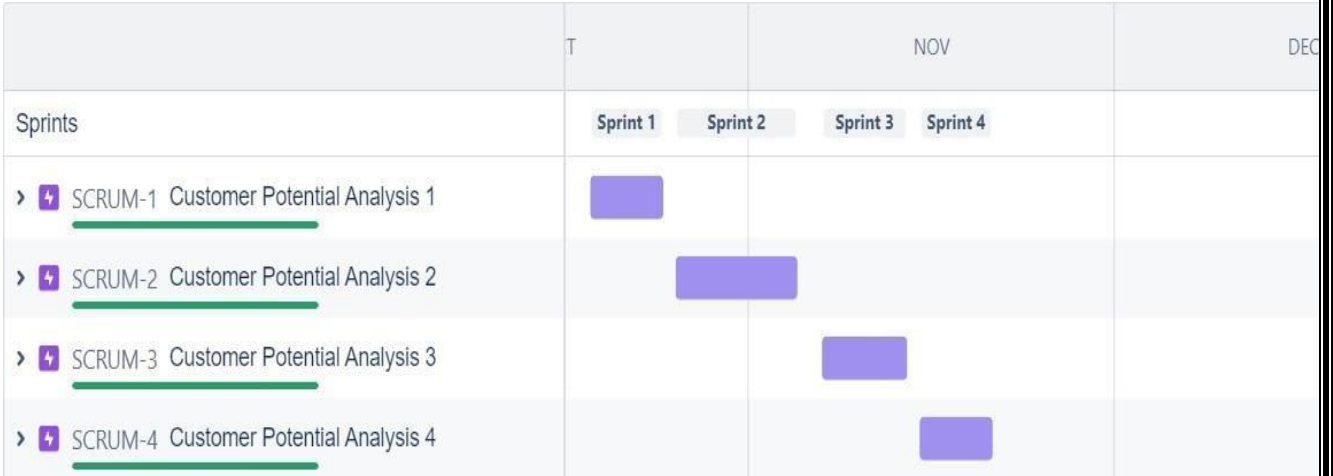 T NOV DEC
Sprints Sprint 1 Sprint 2 Sprint 3 Sprint 4
SCRUM-1 Customer Potential Analysis 1
SCRUM-2 Customer Potential Analysis 2
SCRUM-3 Customer Potential Analysis 3
SCRUM-4 Customer Potential Analysis 4